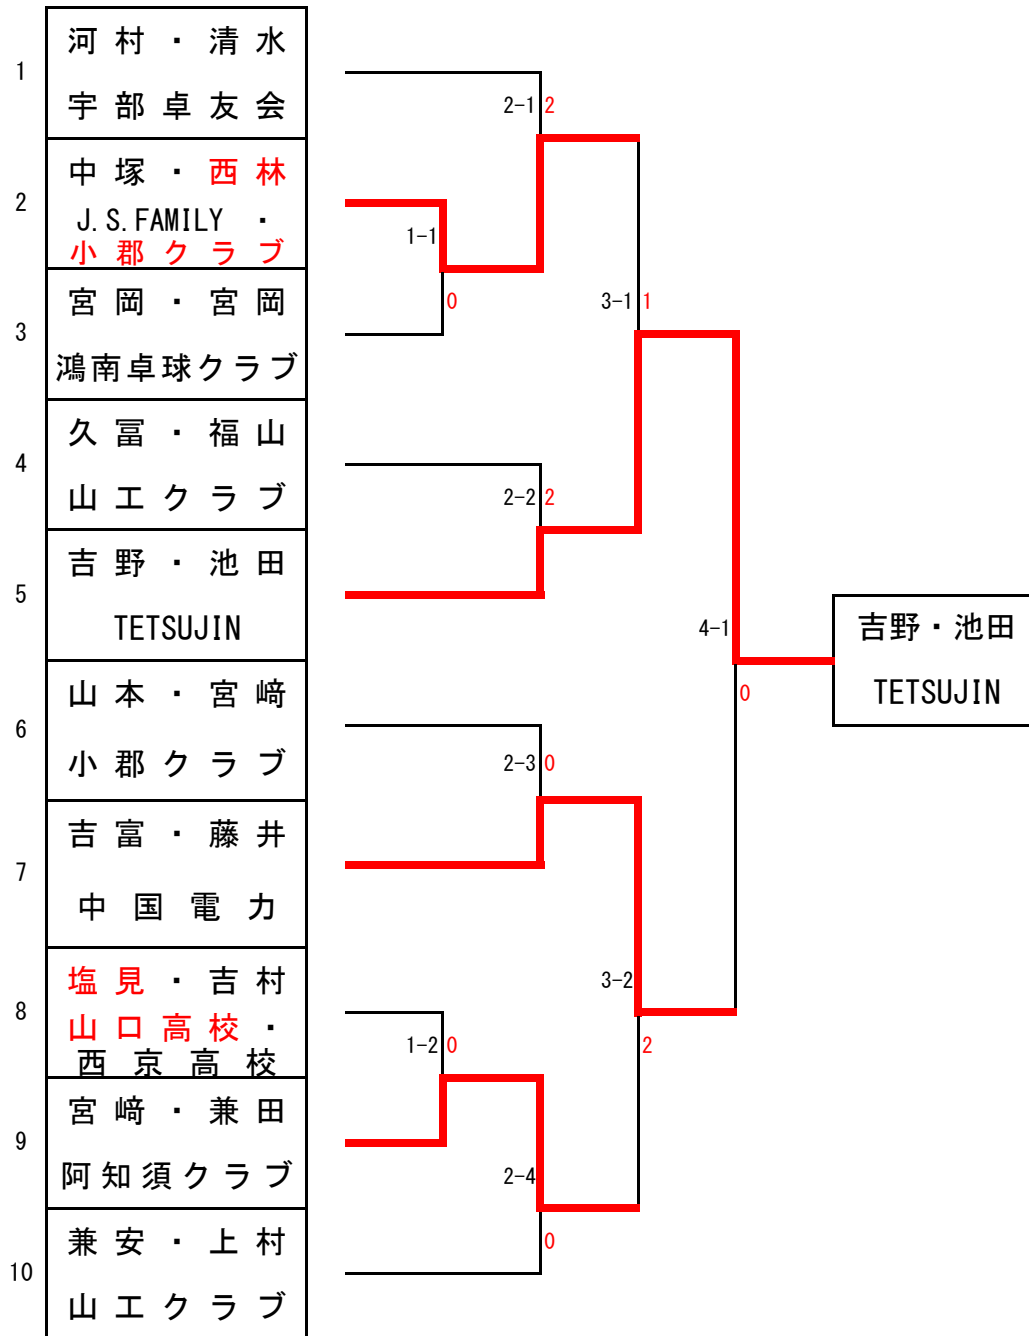 1
河村・清水
宇部卓友会
2
中塚・西林
J.S.FAMILY ・
小郡クラブ
3
宮岡・宮岡
鴻南卓球クラブ
4
久冨・福山
山工クラブ
5
吉野・池田
TETSUJIN
6
山本・宮﨑
小郡クラブ
7
吉富・藤井
中国電力
8
塩見・吉村
山口高校・
西京高校
9
宮﨑・兼田
阿知須クラブ
10
兼安・上村
山工クラブ
1-1
0
1-2 0
2-1 2
2-2 2
2-3 0
2-4
0
3-1 1
3-2
2
4-1
0
吉野・池田
TETSUJIN